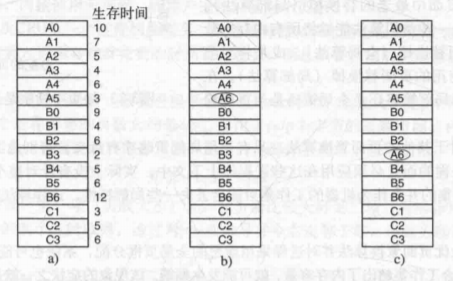 生存时间
A0 10 A0 A0
A1 7 A1 A1
A2 5 A2 A2
A3 4 A3 A3
A4 6 A4 A4
A5 3 A6 A5
B0 9 B0 B0
B1 4 B1 B1
B2 6 B2 B2
B3 2 B3 A6
B4 5 B4 B4
B5 6 B5 B5
B6 12 B6 B6
C1 3 C1 C1
C2 5 C2 C2
C3 6 C3 C3
a) b) c)